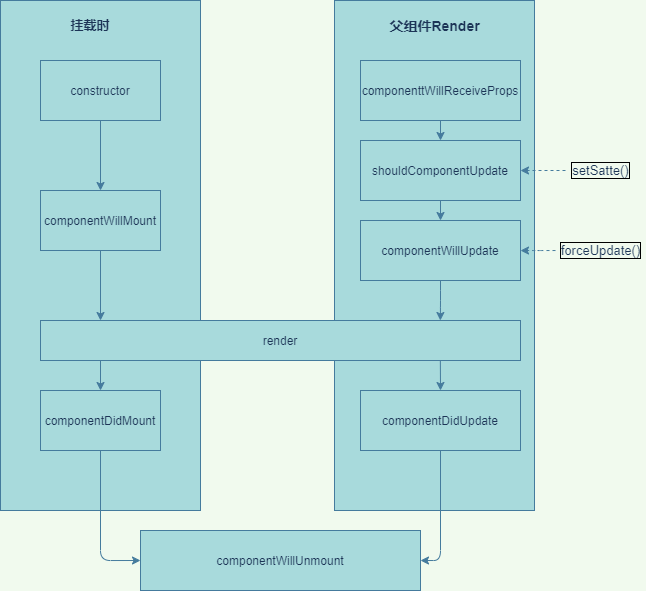 挂载时
父组件Render
constructor
componenttWillReceiveProps
shouldComponentUpdate
setSatte()
componentWillMount
componentWillUpdate
forceUpdate()
render
componentDidMount
componentDidUpdate
componentWillUnmount